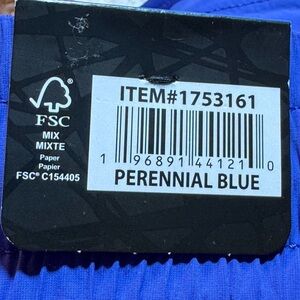 FSC
MIX
MIXTE
Paper
Papier
FSC® C154405
ITEM#1753161
1 96891 44121 0
PERENNIAL BLUE